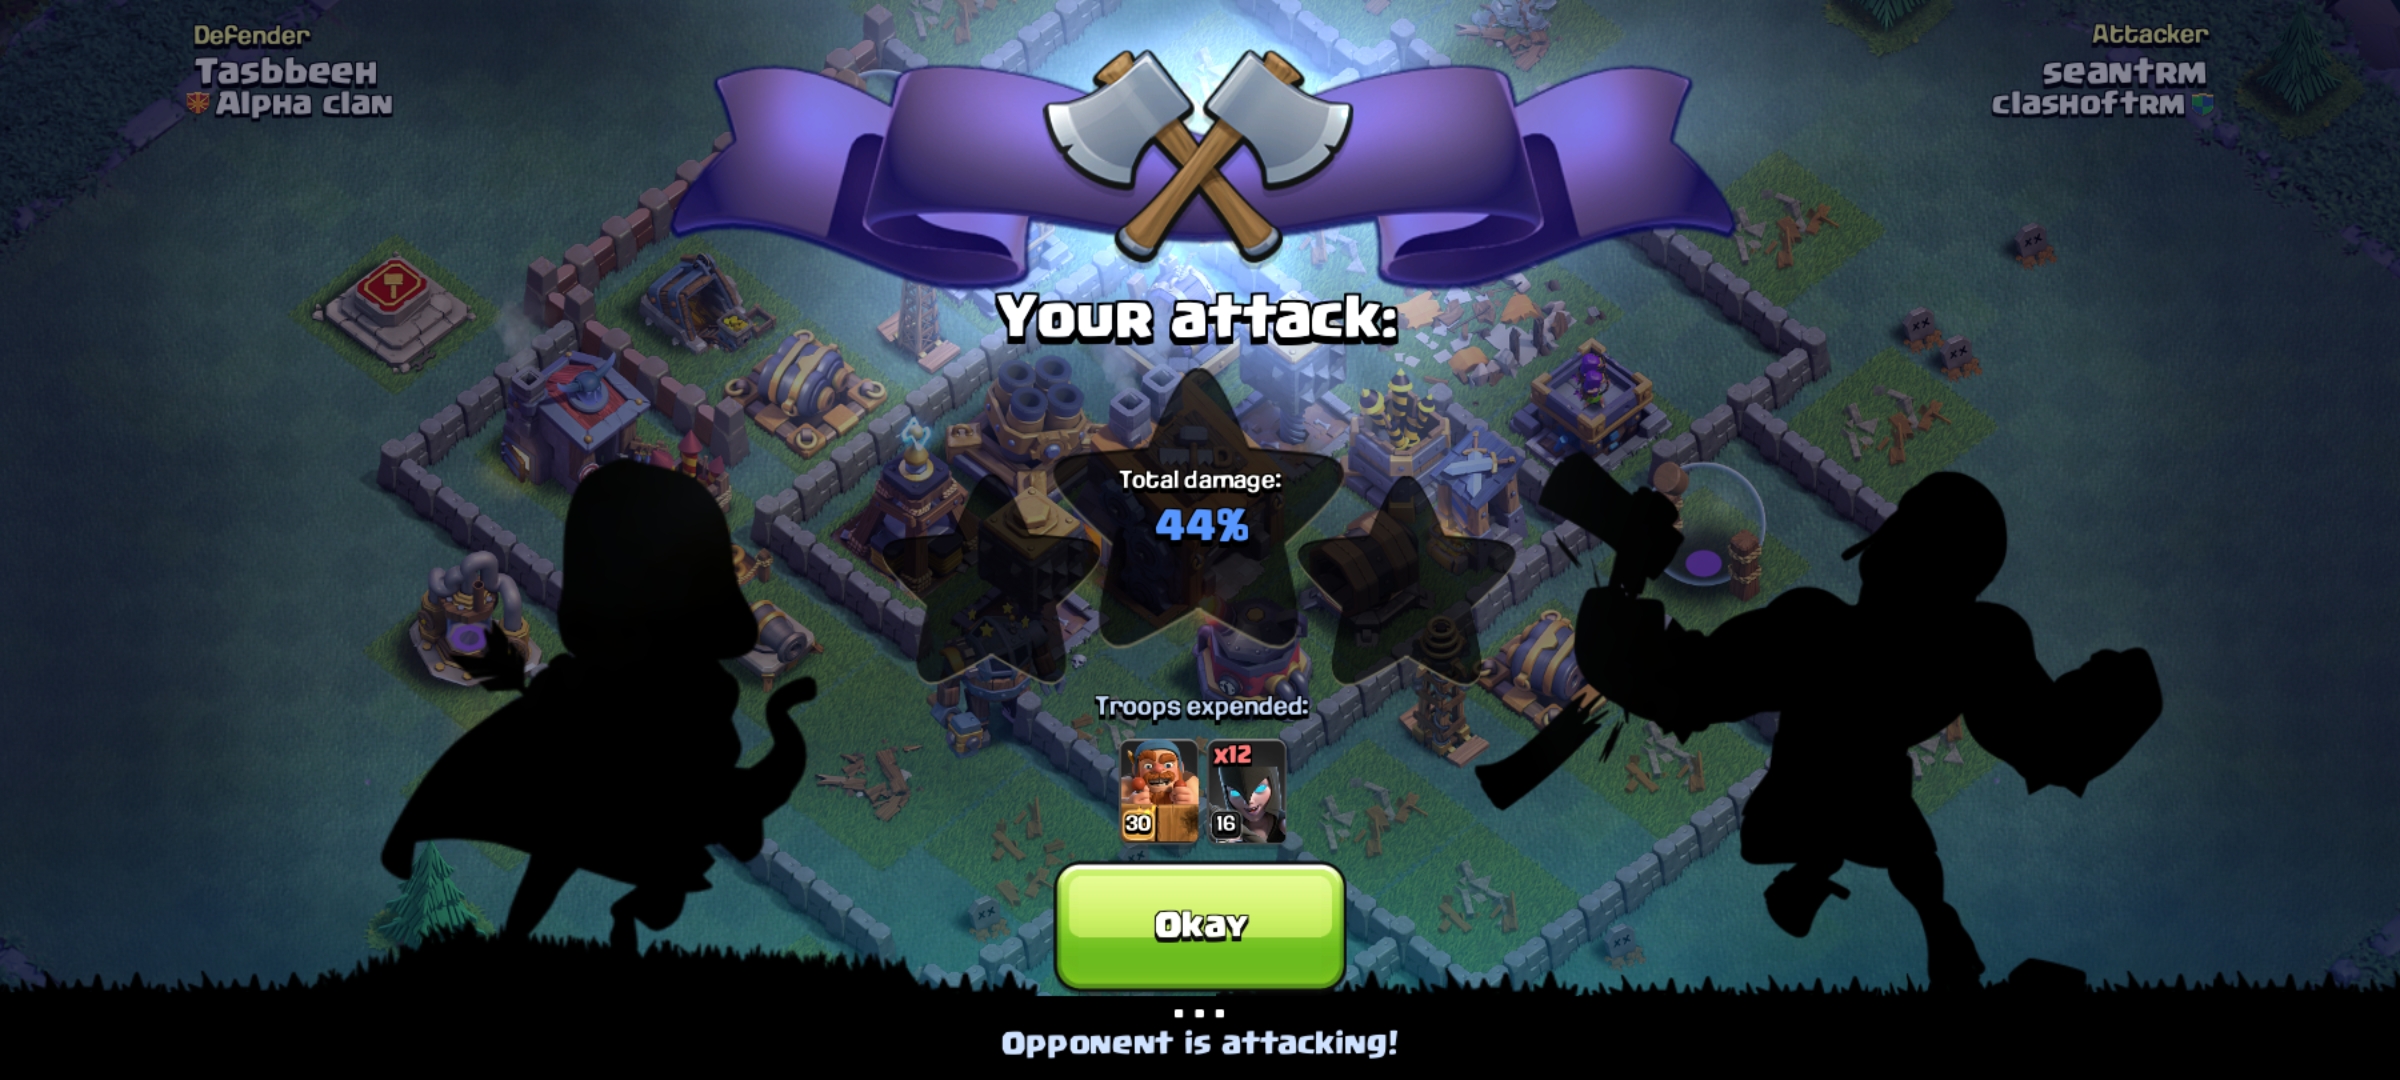 Defender
Tasbbeeh
Alpha clan
Attacker
seantRM
clashoftRM
Your attack:
Total damage:
44%
Troops expended:
x12
30
16
Okay
...
Opponent is attacking!